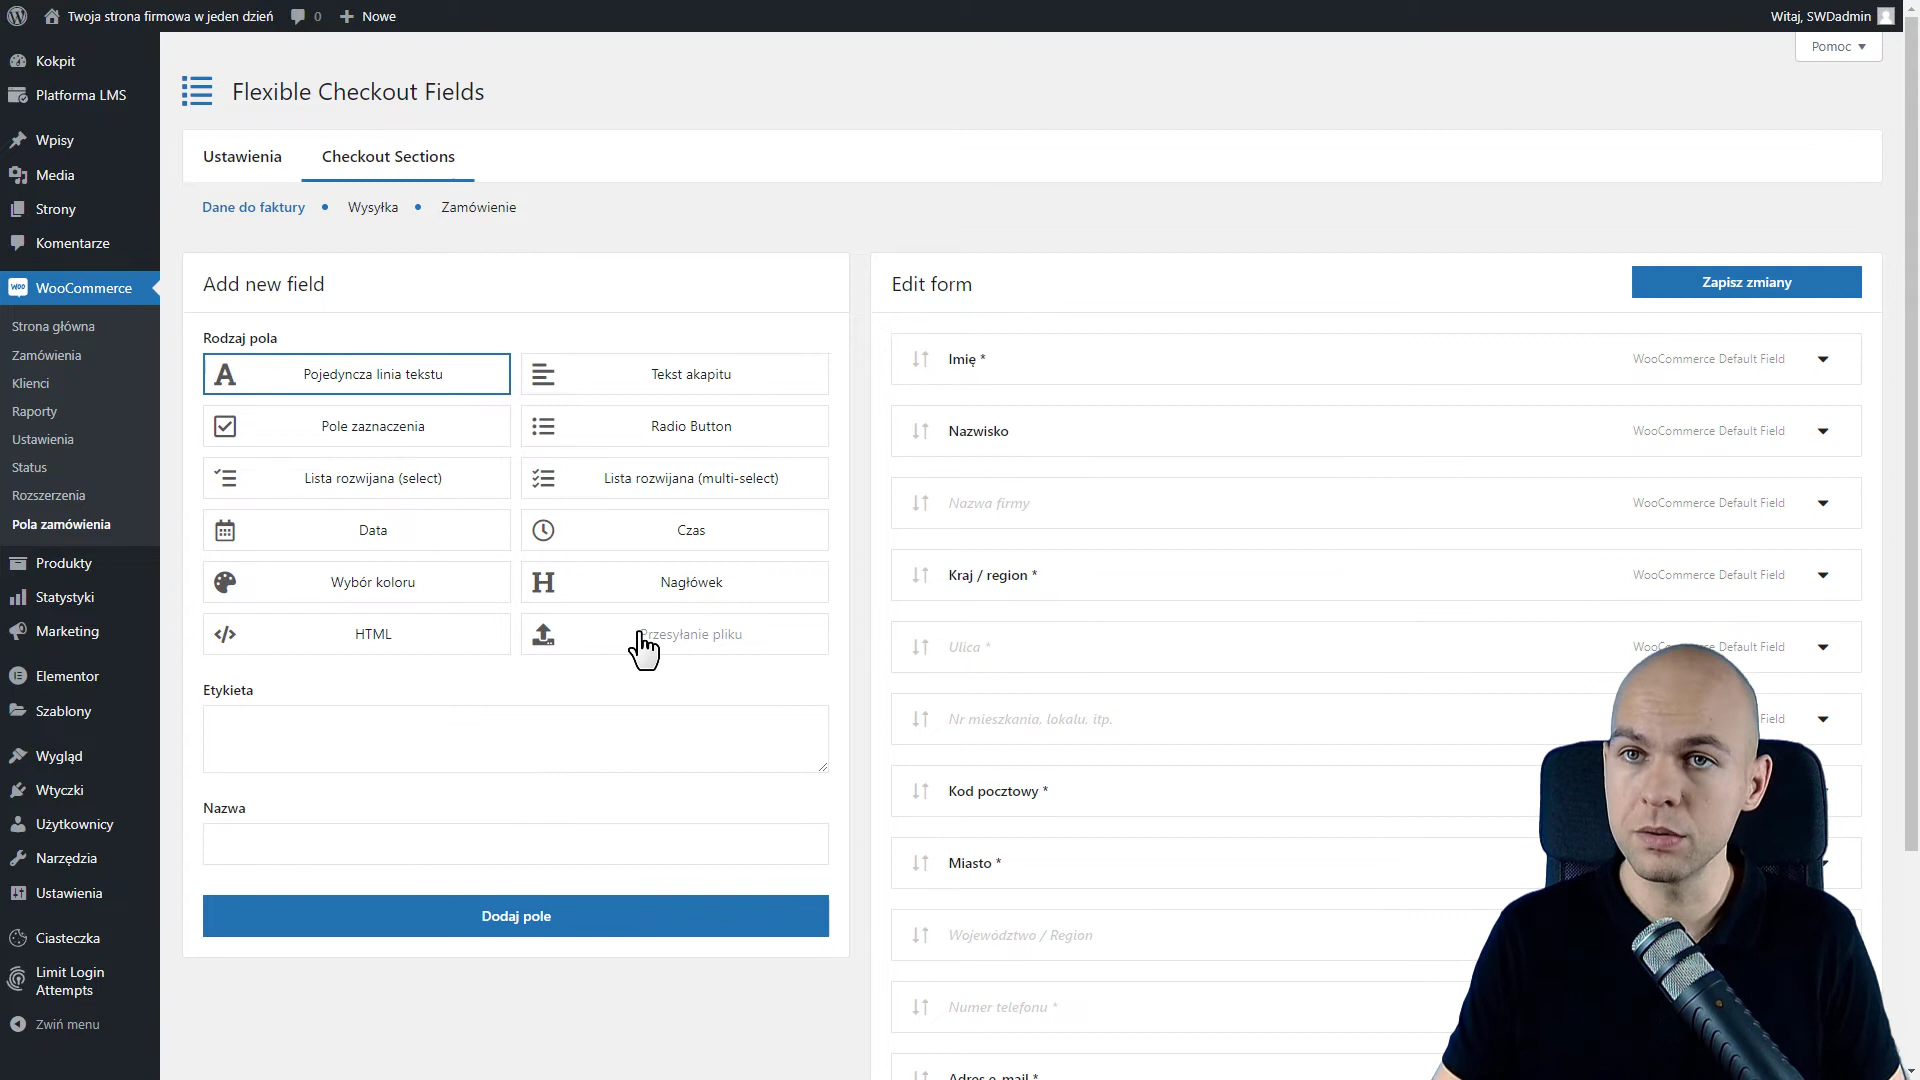 Twoja strona firmowa w jeden dzień
0
Nowe
Witaj, SWDadmin
Pomoc
Kokpit
Platforma LMS
Wpisy
Media
Strony
Komentarze
WooCommerce
Strona główna
Zamówienia
Klienci
Raporty
Ustawienia
Status
Rozszerzenia
Pola zamówienia
Produkty
Statystyki
Marketing
Elementor
Szablony
Wygląd
Wtyczki
Użytkownicy
Narzędzia
Ustawienia
Ciasteczka
Limit Login
Attempts
Zwiń menu
Flexible Checkout Fields
Ustawienia
Checkout Sections
Dane do faktury
Wysyłka
Zamówienie
Add new field
Rodzaj pola
Pojedyncza linia tekstu
Tekst akapitu
Pole zaznaczenia
Radio Button
Lista rozwijana (select)
Lista rozwijana (multi-select)
Data
Czas
Wybór koloru
Nagłówek
HTML
Przesyłanie pliku
Etykieta
Nazwa
Dodaj pole
Edit form
Zapisz zmiany
Imię *
WooCommerce Default Field
Nazwisko
WooCommerce Default Field
Nazwa firmy
WooCommerce Default Field
Kraj / region *
WooCommerce Default Field
Ulica *
WooCommerce Default Field
Nr mieszkania, lokalu, itp.
Field
Kod pocztowy *
Miasto *
Województwo / Region
Numer telefonu *
Adres e-mail *